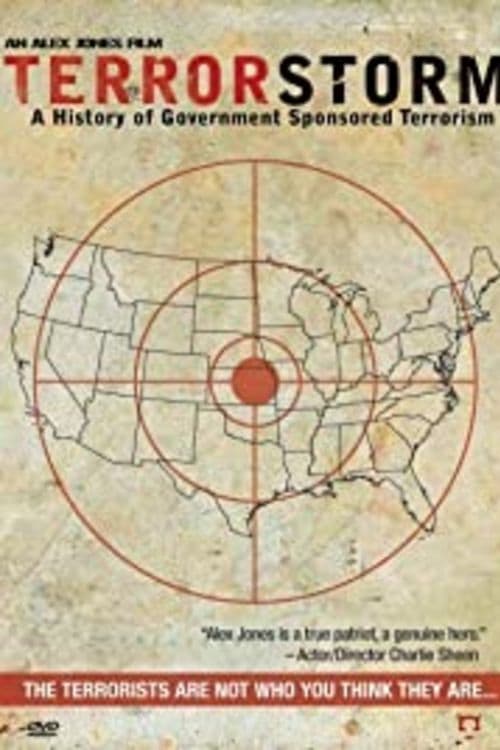 AN ALEX JONES FILM
TERRORSTORM
A History of Government Sponsored Terrorism
"Alex Jones is a true patriot, a genuine hero."
– Actor/Director Charlie Sheen
THE TERRORISTS ARE NOT WHO YOU THINK THEY ARE...
DVD